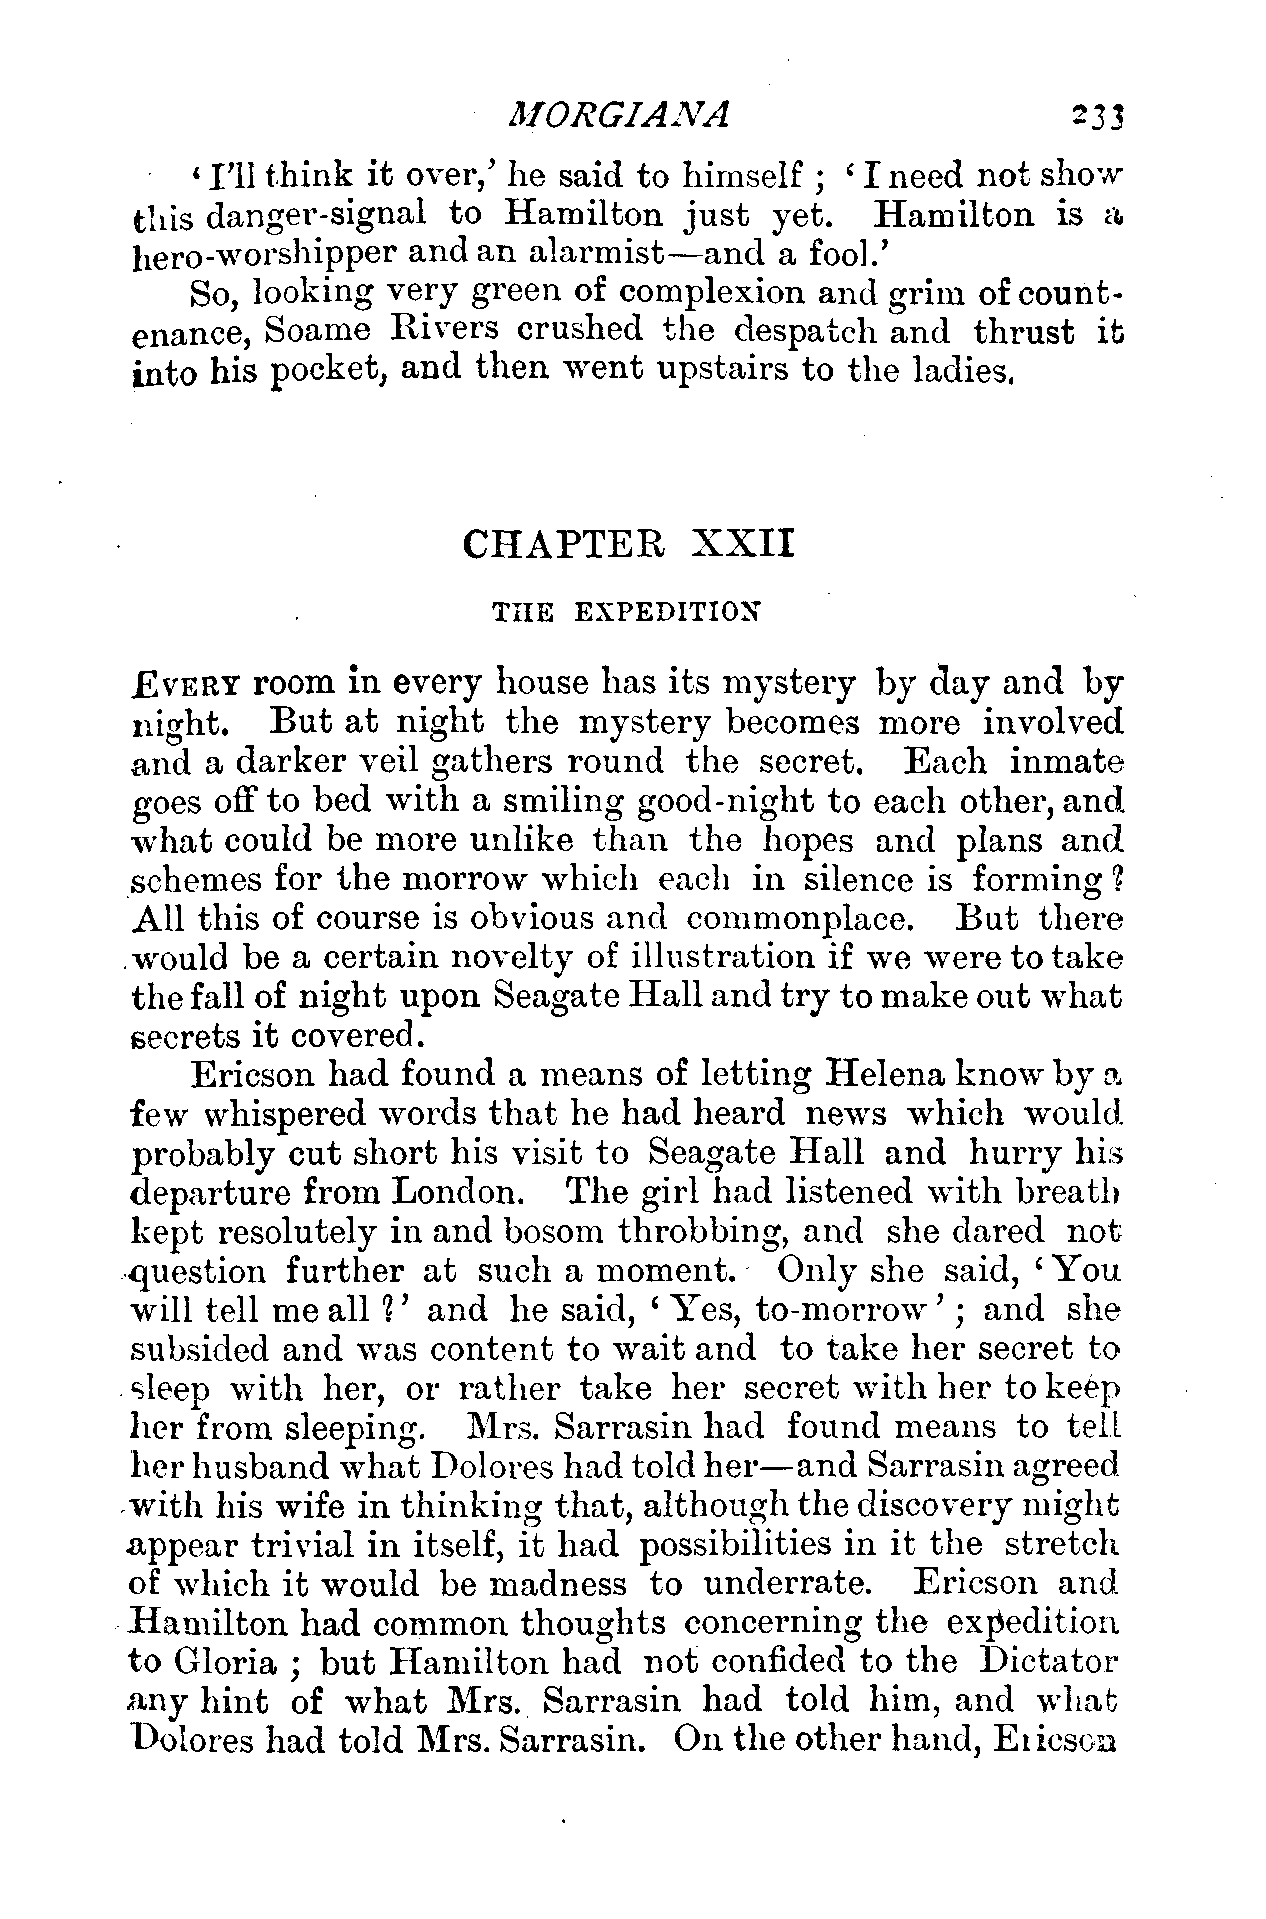 MORGIANA 233
‘ I’ll think it over,’ he said to himself ; ‘ I need not show
this danger-signal to Hamilton just yet. Hamilton is a
hero-worshipper and an alarmist—and a fool.’
So, looking very green of complexion and grim of count-
enance, Soame Rivers crushed the despatch and thrust it
into his pocket, and then went upstairs to the ladies.
CHAPTER XXII
THE EXPEDITION
EVERY room in every house has its mystery by day and by
night. But at night the mystery becomes more involved
and a darker veil gathers round the secret. Each inmate
goes off to bed with a smiling good-night to each other, and
what could be more unlike than the hopes and plans and
schemes for the morrow which each in silence is forming ?
All this of course is obvious and commonplace. But there
would be a certain novelty of illustration if we were to take
the fall of night upon Seagate Hall and try to make out what
secrets it covered.
Ericson had found a means of letting Helena know by a
few whispered words that he had heard news which would
probably cut short his visit to Seagate Hall and hurry his
departure from London. The girl had listened with breath
kept resolutely in and bosom throbbing, and she dared not
question further at such a moment. Only she said, ‘ You
will tell me all ?’ and he said, ‘ Yes, to-morrow ’ ; and she
subsided and was content to wait and to take her secret to
sleep with her, or rather take her secret with her to keep
her from sleeping. Mrs. Sarrasin had found means to tell
her husband what Dolores had told her—and Sarrasin agreed
with his wife in thinking that, although the discovery might
appear trivial in itself, it had possibilities in it the stretch
of which it would be madness to underrate. Ericson and
Hamilton had common thoughts concerning the expedition
to Gloria ; but Hamilton had not confided to the Dictator
any hint of what Mrs. Sarrasin had told him, and what
Dolores had told Mrs. Sarrasin. On the other hand, Ericson